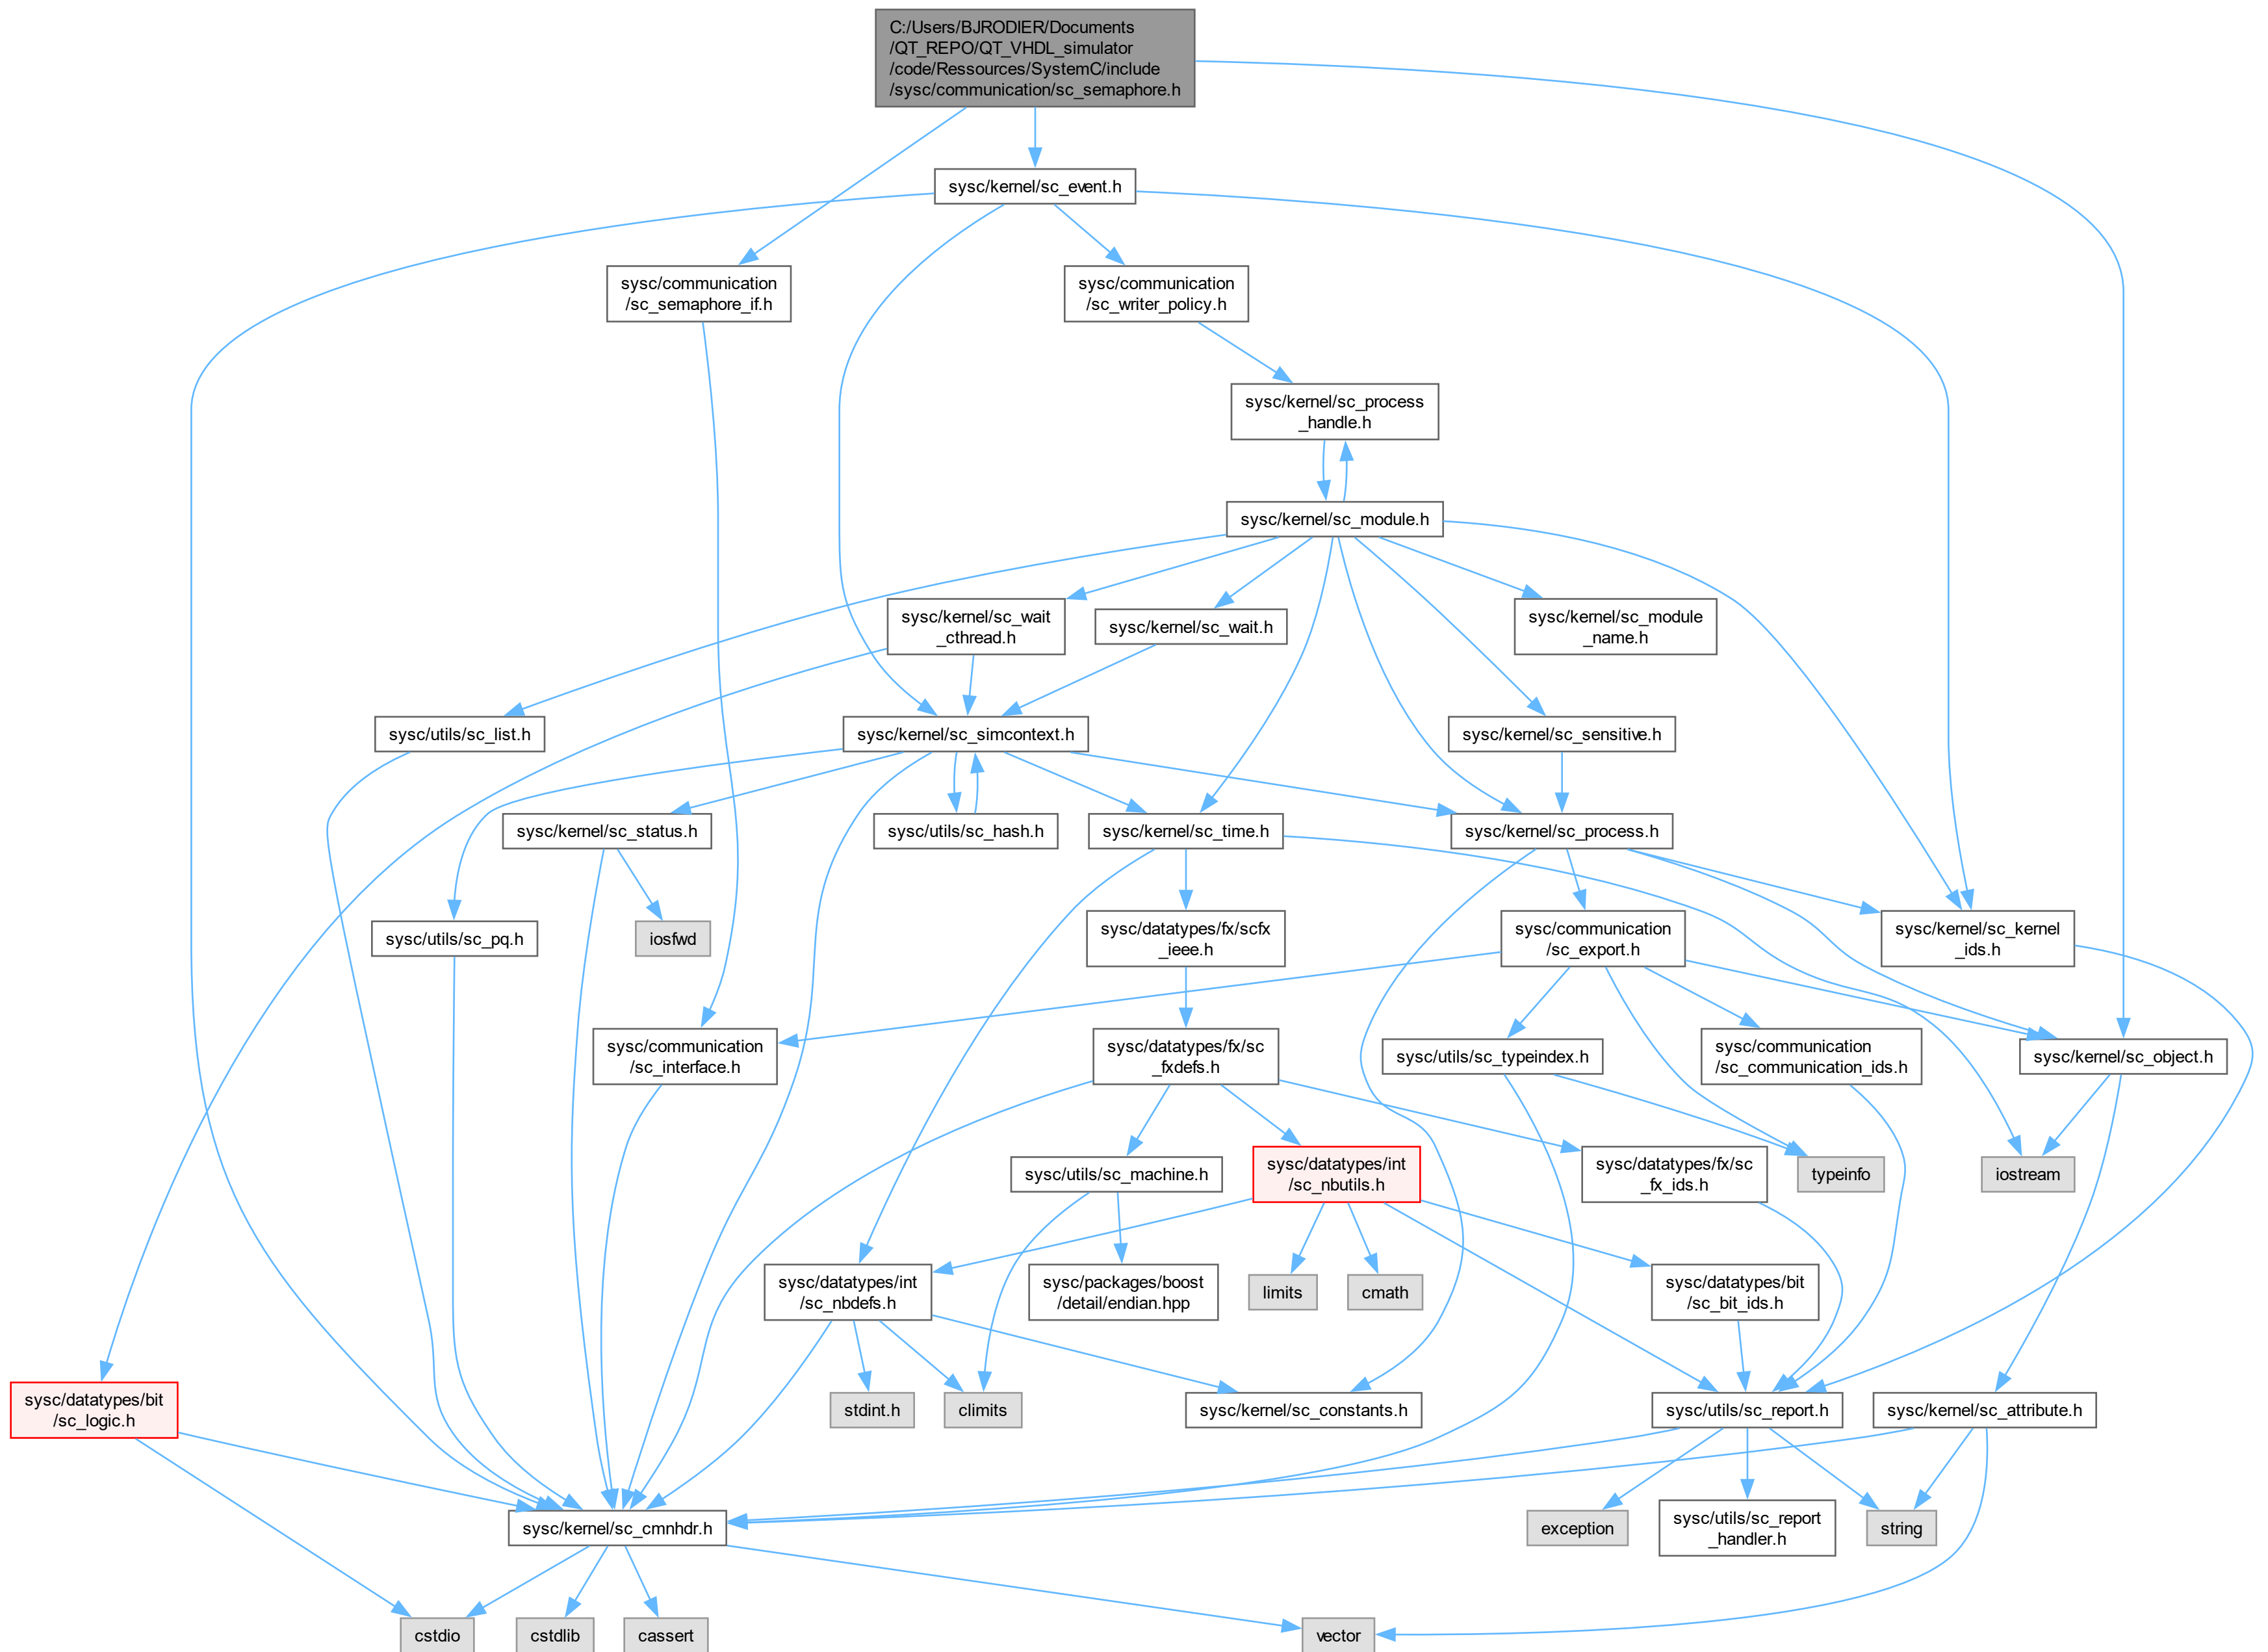 C:/Users/BJRODIER/Documents
/QT_REPO/QT_VHDL_simulator
/code/Ressources/SystemC/include
/sysc/communication/sc_semaphore.h
sysc/kernel/sc_event.h
sysc/communication
/sc_semaphore_if.h
sysc/communication
/sc_writer_policy.h
sysc/kernel/sc_process
_handle.h
sysc/kernel/sc_module.h
sysc/kernel/sc_wait
_cthread.h
sysc/kernel/sc_wait.h
sysc/kernel/sc_module
_name.h
sysc/utils/sc_list.h
sysc/kernel/sc_simcontext.h
sysc/kernel/sc_sensitive.h
sysc/kernel/sc_status.h
sysc/utils/sc_hash.h
sysc/kernel/sc_time.h
sysc/kernel/sc_process.h
sysc/utils/sc_pq.h
iosfwd
sysc/datatypes/fx/scfx
_ieee.h
sysc/communication
/sc_export.h
sysc/kernel/sc_kernel
_ids.h
sysc/communication
/sc_interface.h
sysc/datatypes/fx/sc
_fxdefs.h
sysc/utils/sc_typeindex.h
sysc/communication
/sc_communication_ids.h
sysc/kernel/sc_object.h
sysc/utils/sc_machine.h
sysc/datatypes/int
/sc_nbutils.h
sysc/datatypes/fx/sc
_fx_ids.h
typeinfo
iostream
sysc/datatypes/int
/sc_nbdefs.h
sysc/packages/boost
/detail/endian.hpp
limits
cmath
sysc/datatypes/bit
/sc_bit_ids.h
sysc/datatypes/bit
/sc_logic.h
stdint.h
climits
sysc/kernel/sc_constants.h
sysc/utils/sc_report.h
sysc/kernel/sc_attribute.h
sysc/kernel/sc_cmnhdr.h
exception
sysc/utils/sc_report
_handler.h
string
cstdio
cstdlib
cassert
vector